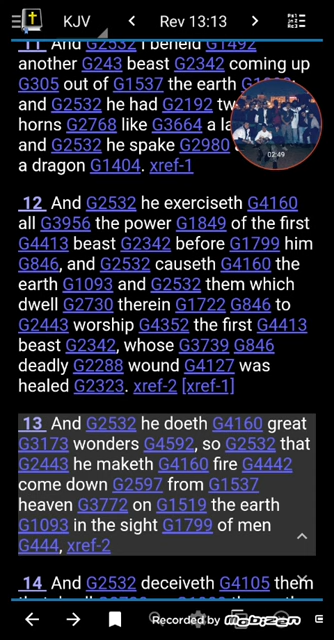 KJV Rev 13:13
11 And G2532 I beheld G1492
another G243 beast G2342 coming up
G305 out of G1537 the earth
and G2532 he had G2192
horns G2768 like G3664 a
and G2532 he spake G2980
a dragon G1404. xref-1
02:49
12 And G2532 he exerciseth G4160
all G3956 the power G1849 of the first
G4413 beast G2342 before G1799 him
G846, and G2532 causeth G4160 the
earth G1093 and G2532 them which
dwell G2730 therein G1722 G846 to
G2443 worship G4352 the first G4413
beast G2342, whose G3739 G846
deadly G2288 wound G4127 was
healed G2323. xref-2 [xref-1]
13 And G2532 he doeth G4160 great
G3173 wonders G4592, so G2532 that
G2443 he maketh G4160 fire G4442
come down G2597 from G1537
heaven G3772 on G1519 the earth
G1093 in the sight G1799 of men
G444, xref-2
14 And G2532 deceiveth G4105 them
Recorded by Mobizen